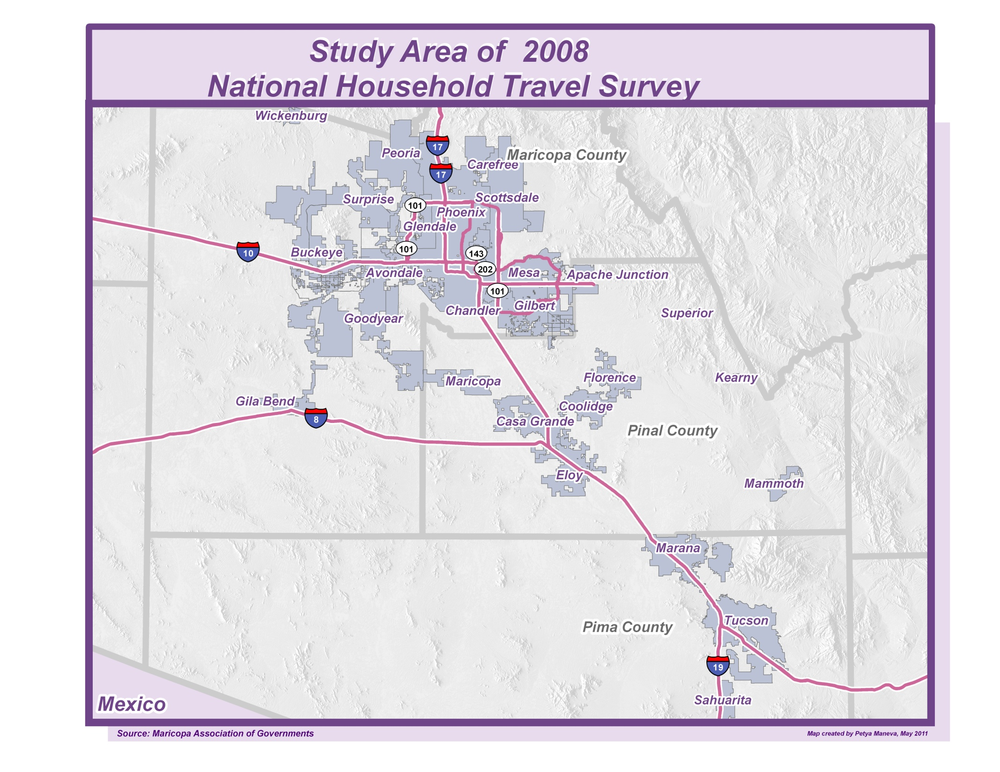 Study Area of 2008
National Household Travel Survey
Wickenburg
17
Peoria
Maricopa County
Carefree
17
Surprise
Scottsdale
101
Phoenix
Glendale
101
10
Buckeye
143
202
Avondale
Mesa
Apache Junction
101
Chandler
Gilbert
Superior
Goodyear
Maricopa
Florence
Kearny
Gila Bend
Coolidge
8
Casa Grande
Pinal County
Eloy
Mammoth
Marana
Pima County
Tucson
19
Sahuarita
Mexico
Source: Maricopa Association of Governments
Map created by Petya Maneva, May 2011